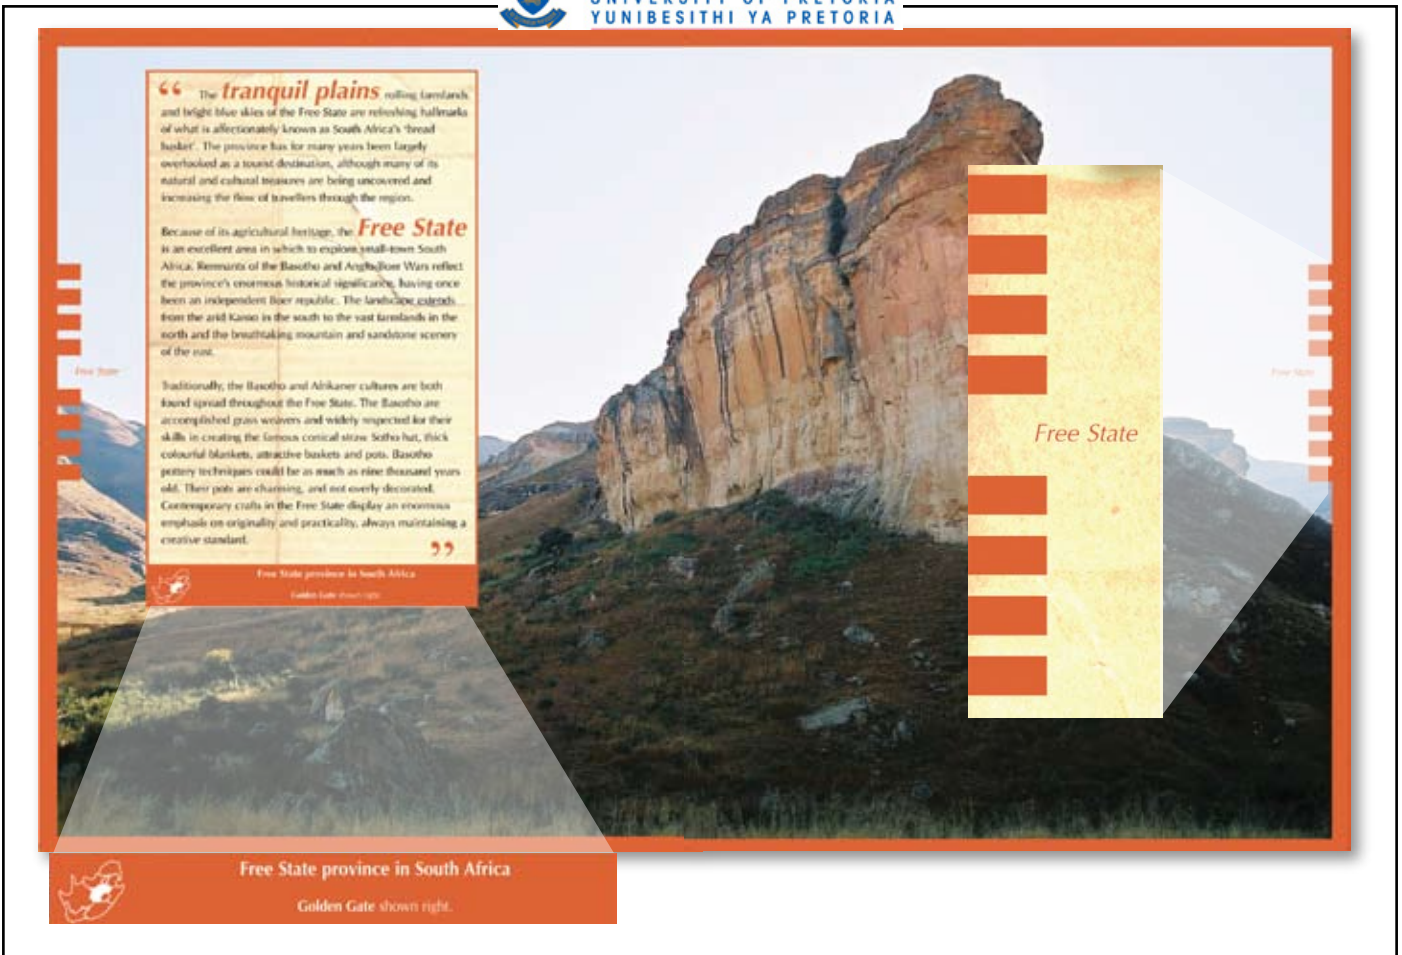 UNIVERSITY OF PRETORIA
YUNIBESITHI YA PRETORIA
“ The tranquil plains rolling farmlands
and bright blue skies of the Free State are refreshing hallmarks
of what is affectionately known as South Africa's 'bread
basket'. The province has for many years been largely
overlooked as a tourist destination, although many of its
natural and cultural treasures are being uncovered and
increasing the flow of travellers through the region.
Because of its agricultural heritage, the Free State
is an excellent area in which to explore small-town South
Africa. Remnants of the Basotho and Anglo-Boer Wars reflect
the province's enormous historical significance, having once
been an independent Boer republic. The landscape extends
from the arid Karoo in the south to the vast farmlands in the
north and the breathtaking mountain and sandstone scenery
of the east.
Traditionally, the Basotho and Afrikaner cultures are both
found spread throughout the Free State. The Basotho are
accomplished grass weavers and widely respected for their
skills in creating the famous conical straw Sotho hat, thick
colourful blankets, attractive baskets and pots. Basotho
pottery techniques could be as much as nine thousand years
old. Their pots are charming, and not overly decorated.
Contemporary crafts in the Free State display an enormous
emphasis on originality and practicality, always maintaining a
creative standard. ”
Free State province in South Africa
Golden Gate shown right.
Free State
Free State
Free State
Free State province in South Africa
Golden Gate shown right.